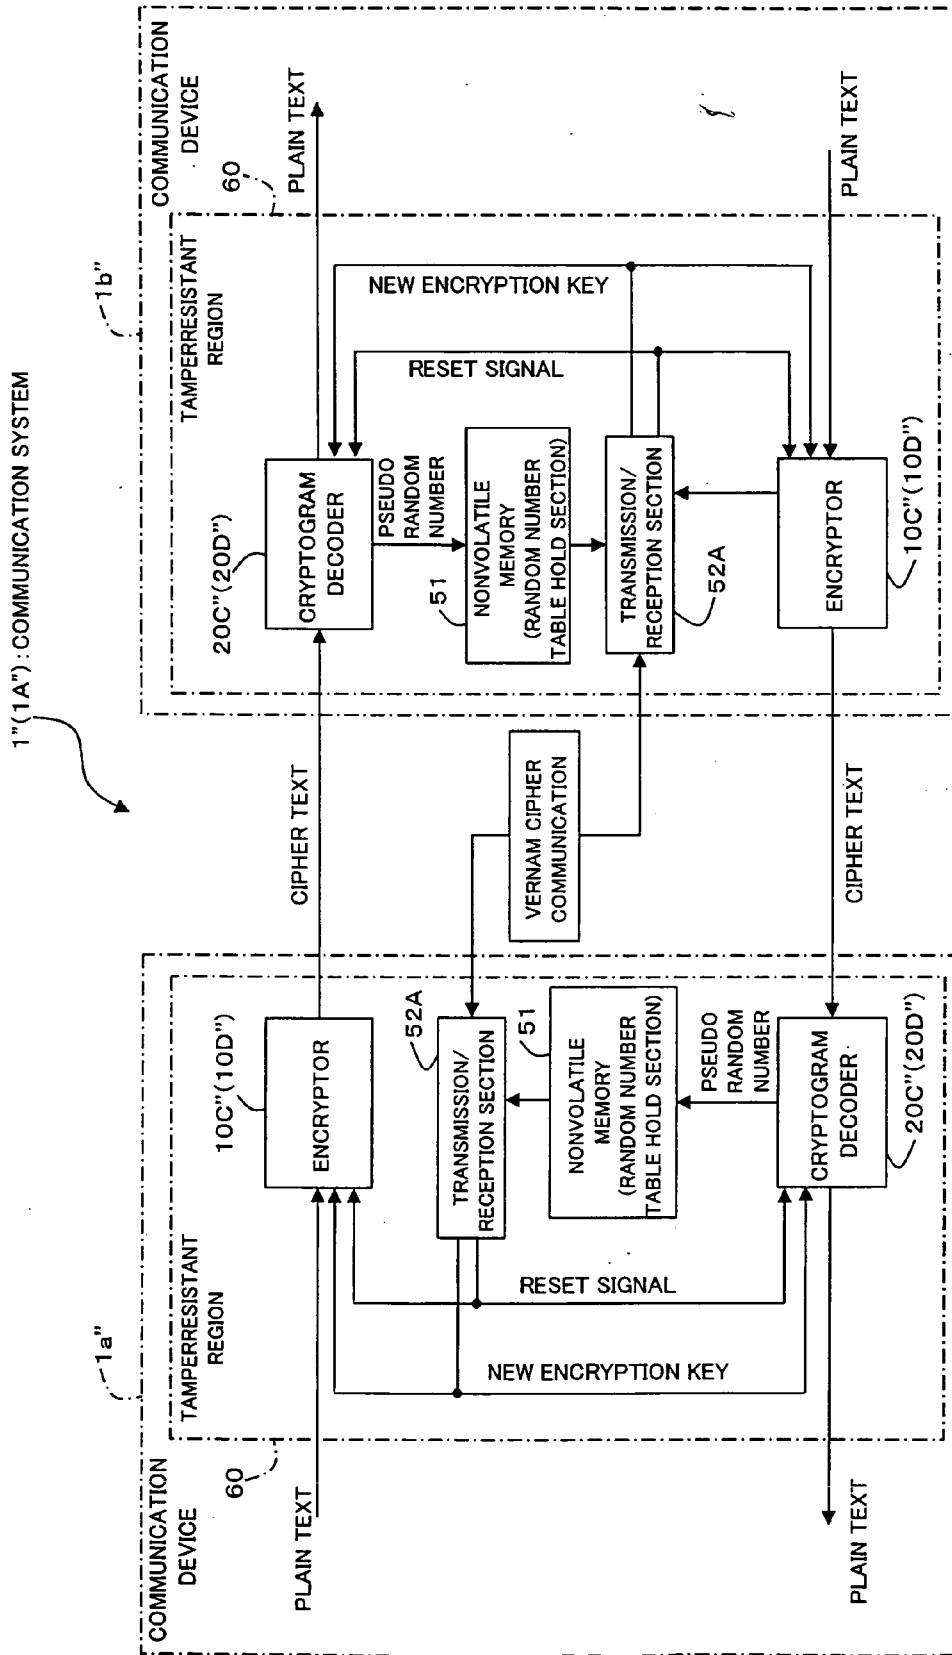 1"(1A"):COMMUNICATION SYSTEM
COMMUNICATION
DEVICE
1a"
60
TAMPERRESISTANT
REGION
PLAIN TEXT
10C"(10D")
ENCRYPTOR
52A
TRANSMISSION/
RECEPTION SECTION
51
NONVOLATILE
MEMORY
(RANDOM NUMBER
TABLE HOLD SECTION)
RESET SIGNAL
NEW ENCRYPTION KEY
PSEUDO
RANDOM
NUMBER
CRYPTOGRAM
DECODER
20C"(20D")
PLAIN TEXT
CIPHER TEXT
VERNAM CIPHER
COMMUNICATION
CIPHER TEXT
1b"
COMMUNICATION
DEVICE
60
TAMPERRESISTANT
REGION
20C"(20D")
CRYPTOGRAM
DECODER
PLAIN TEXT
NEW ENCRYPTION KEY
RESET SIGNAL
PSEUDO
RANDOM
NUMBER
51
NONVOLATILE
MEMORY
(RANDOM NUMBER
TABLE HOLD SECTION)
TRANSMISSION/
RECEPTION SECTION
52A
ENCRYPTOR
10C"(10D")
PLAIN TEXT